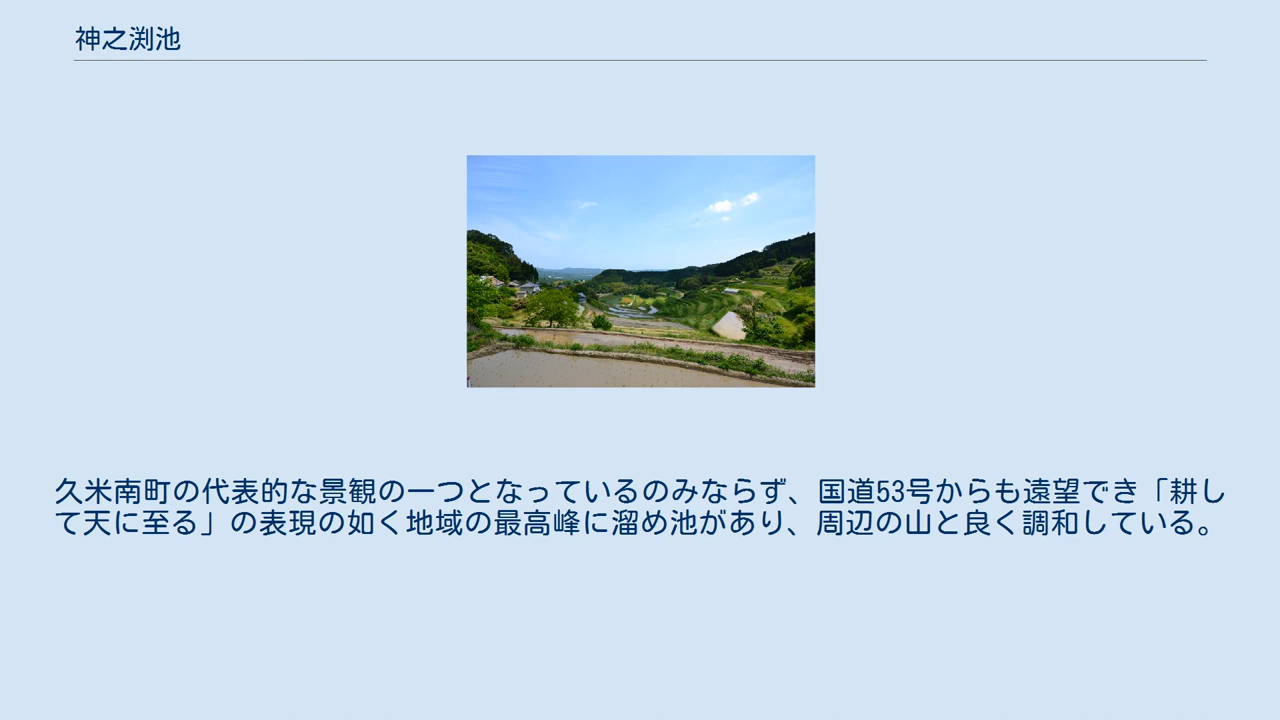 神之渕池
久米南町の代表的な景観の一つとなっているのみならず、国道53号からも遠望でき「耕し
て天に至る」の表現の如く地域の最高峰に溜め池があり、周辺の山と良く調和している。